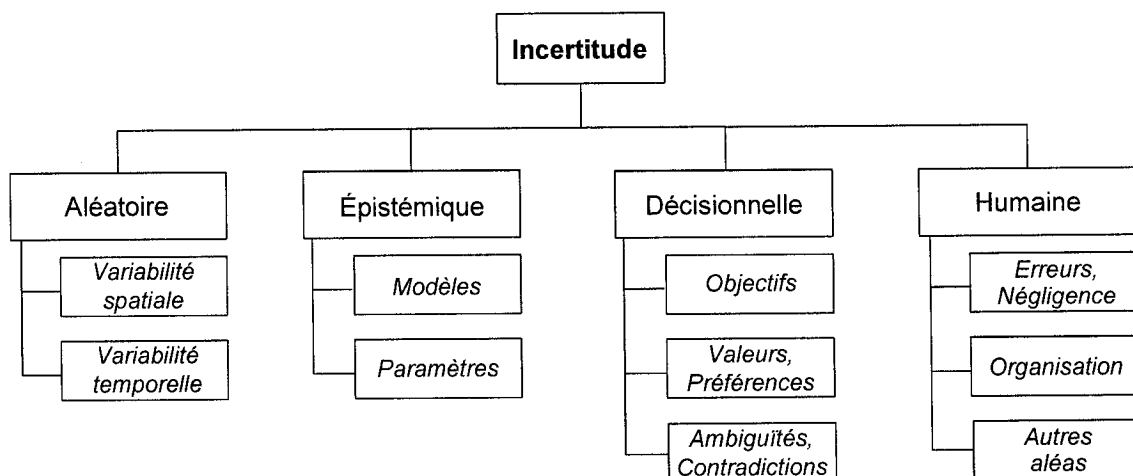 Incertitude
Aléatoire
Variabilité
spatiale
Variabilité
temporelle
Épistémique
Modèles
Paramètres
Décisionnelle
Objectifs
Valeurs,
Préférences
Ambiguïtés,
Contradictions
Humaine
Erreurs,
Négligence
Organisation
Autres
aléas